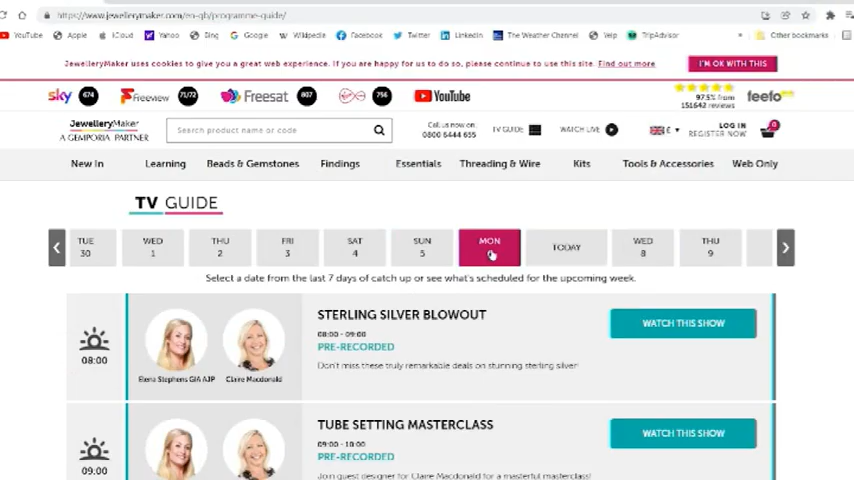 https://www.jewellerymaker.com/en-gb/programme-guide/
YouTube Apple iCloud Yahoo Bing Google Wikipedia Facebook Twitter LinkedIn The Weather Channel Yelp TripAdvisor » Other bookmarks
JewelleryMaker uses cookies to give you a great web experience. If you are happy for us to do so, please continue to use this site. Find out more I'M OK WITH THIS
sky 674 Freeview 71/72 Freesat 807 756 YouTube 97.5% from feefo
151642 reviews
JewelleryMaker
A GEMPORIA PARTNER
Search product name or code
Call us now on:
0800 6444 655
TV GUIDE
WATCH LIVE
£
LOG IN
REGISTER NOW
0
New In Learning Beads & Gemstones Findings Essentials Threading & Wire Kits Tools & Accessories Web Only
TV GUIDE
TUE WED THU FRI SAT SUN MON TODAY WED THU
30 1 2 3 4 5 8 9
Select a date from the last 7 days of catch up or see what's scheduled for the upcoming week.
08:00
Elena Stephens GIA AJP Claire Macdonald
STERLING SILVER BLOWOUT
08:00 - 09:00
PRE-RECORDED
Don't miss these truly remarkable deals on stunning sterling silver!
WATCH THIS SHOW
09:00
TUBE SETTING MASTERCLASS
09:00 - 10:00
PRE-RECORDED
Join guest designer for Claire Macdonald for a masterful masterclass!
WATCH THIS SHOW